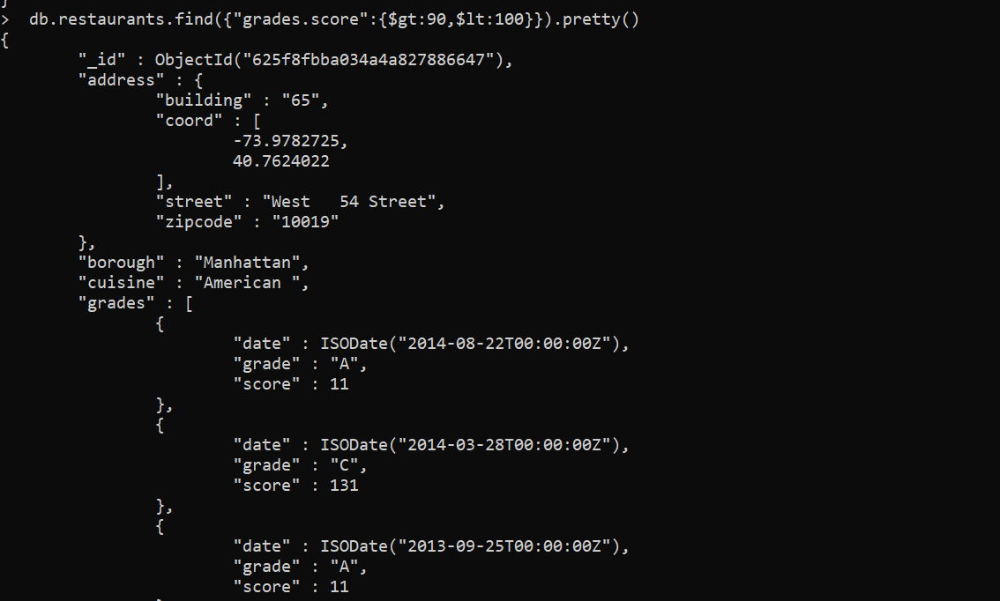 >  db.restaurants.find({"grades.score":{$gt:90,$lt:100}}).pretty()
{
        "_id" : ObjectId("625f8fbba034a4a827886647"),
        "address" : {
                "building" : "65",
                "coord" : [
                        -73.9782725,
                        40.7624022
                ],
                "street" : "West   54 Street",
                "zipcode" : "10019"
        },
        "borough" : "Manhattan",
        "cuisine" : "American ",
        "grades" : [
                {
                        "date" : ISODate("2014-08-22T00:00:00Z"),
                        "grade" : "A",
                        "score" : 11
                },
                {
                        "date" : ISODate("2014-03-28T00:00:00Z"),
                        "grade" : "C",
                        "score" : 131
                },
                {
                        "date" : ISODate("2013-09-25T00:00:00Z"),
                        "grade" : "A",
                        "score" : 11